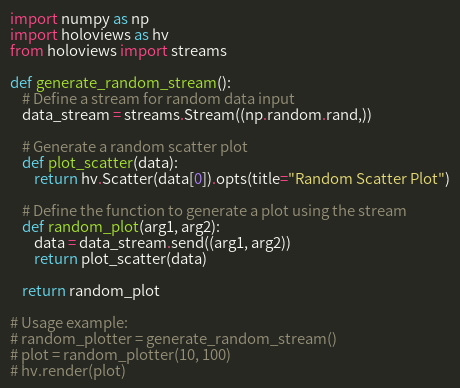 import numpy as np
import holoviews as hv
from holoviews import streams

def generate_random_stream():
    # Define a stream for random data input
    data_stream = streams.Stream((np.random.rand,))

    # Generate a random scatter plot
    def plot_scatter(data):
        return hv.Scatter(data[0]).opts(title="Random Scatter Plot")

    # Define the function to generate a plot using the stream
    def random_plot(arg1, arg2):
        data = data_stream.send((arg1, arg2))
        return plot_scatter(data)

    return random_plot

# Usage example:
# random_plotter = generate_random_stream()
# plot = random_plotter(10, 100)
# hv.render(plot)